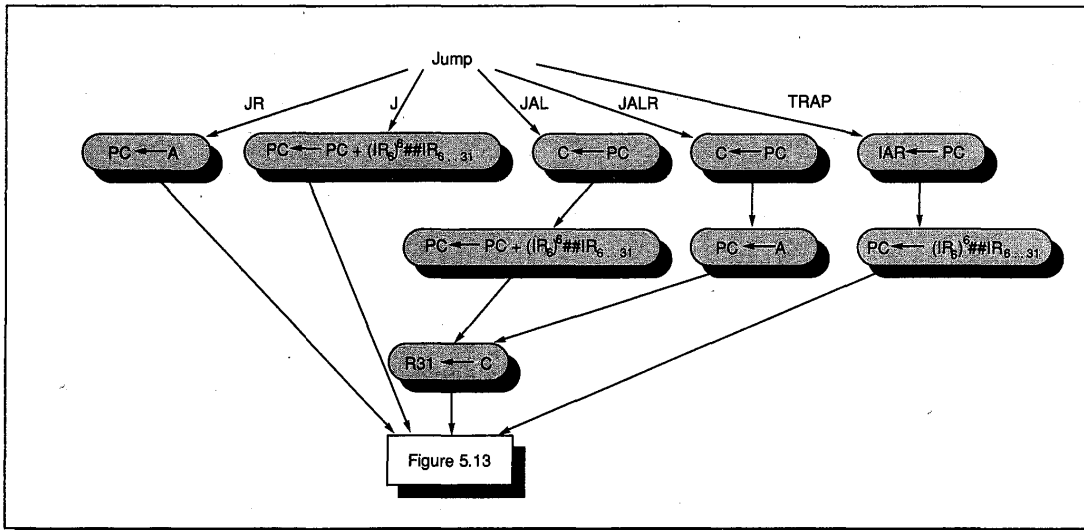 Jump
JR J JAL JALR TRAP
PC ← A
PC ← PC + (IR₆)⁶##IR₆...₃₁
C ← PC
C ← PC
IAR ← PC
PC ← PC + (IR₆)⁶##IR₆...₃₁
PC ← A
PC ← (IR₆)⁶##IR₆...₃₁
R31 ← C
Figure 5.13